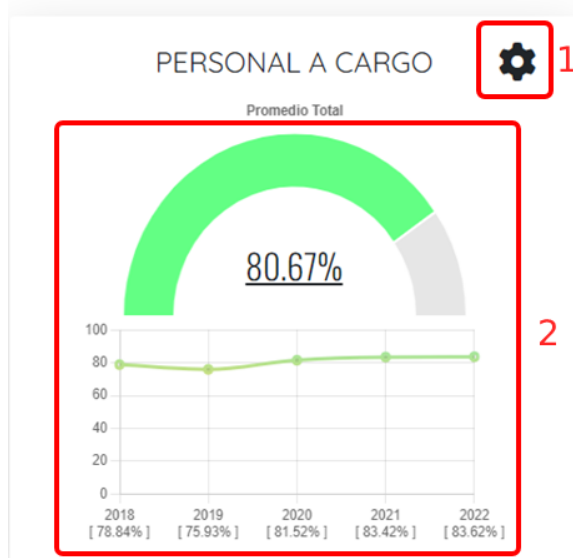 PERSONAL A CARGO
1
Promedio Total
80.67%
2
100
80
60
40
20
0
2018 2019 2020 2021 2022
[ 78.84% ] [ 75.93% ] [ 81.52% ] [ 83.42% ] [ 83.62% ]